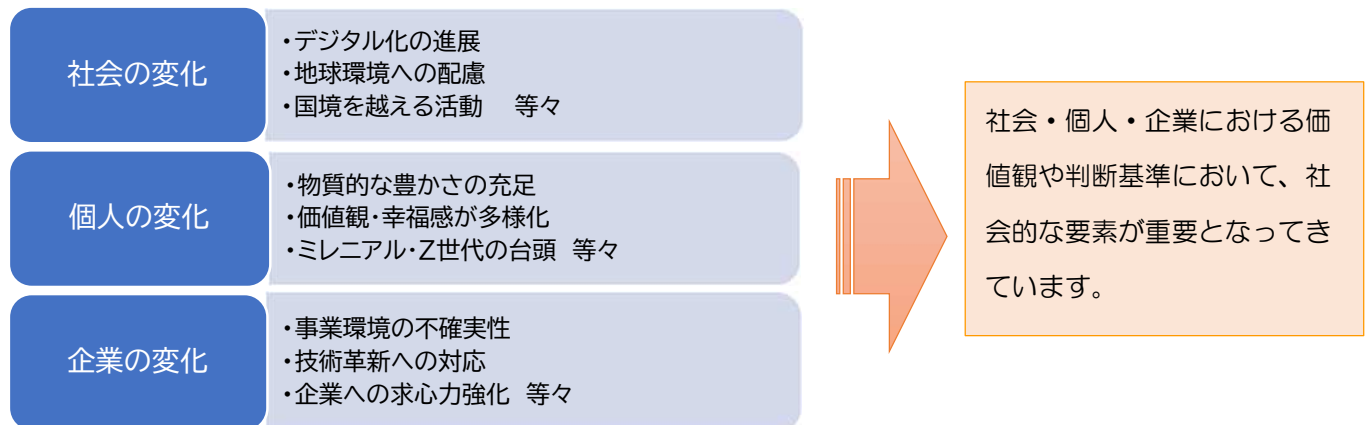 社会の変化
・デジタル化の進展
・地球環境への配慮
・国境を越える活動　等々
個人の変化
・物質的な豊かさの充足
・価値観・幸福感が多様化
・ミレニアル・Z世代の台頭　等々
企業の変化
・事業環境の不確実性
・技術革新への対応
・企業への求心力強化　等々
社会・個人・企業における価
値観や判断基準において、社
会的な要素が重要となってき
ています。